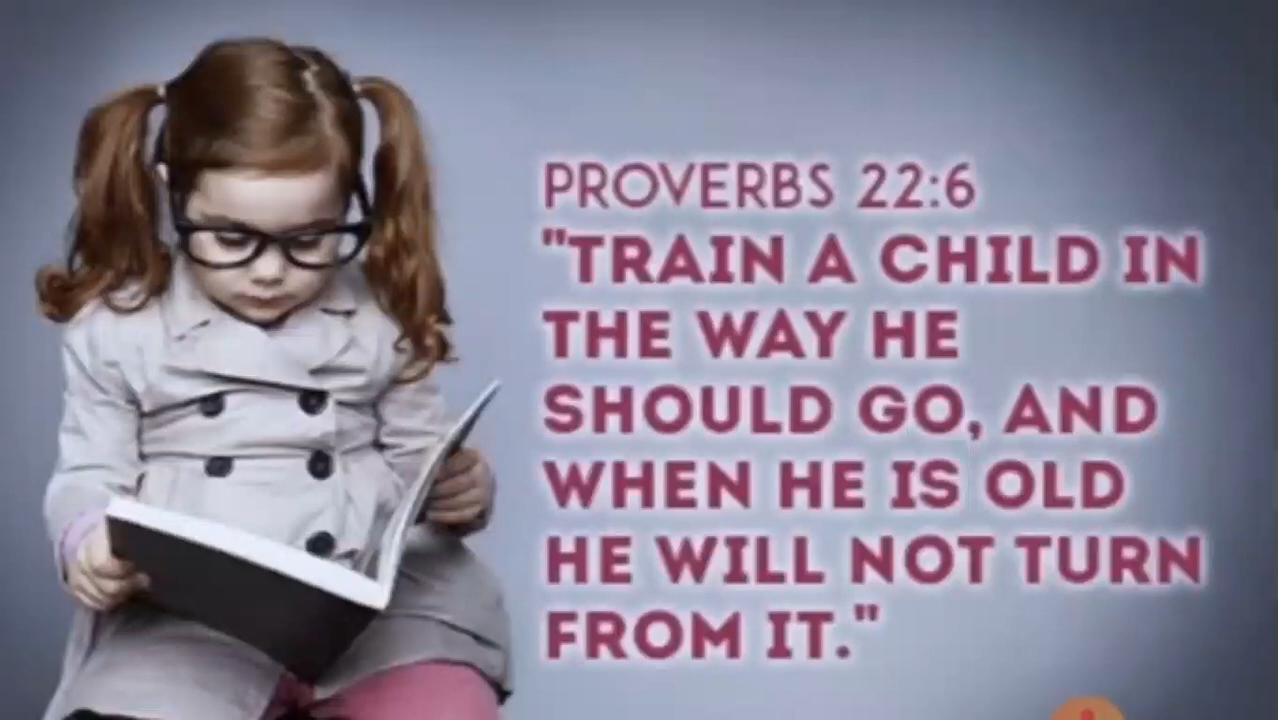 PROVERBS 22:6
"TRAIN A CHILD IN
THE WAY HE
SHOULD GO, AND
WHEN HE IS OLD
HE WILL NOT TURN
FROM IT."